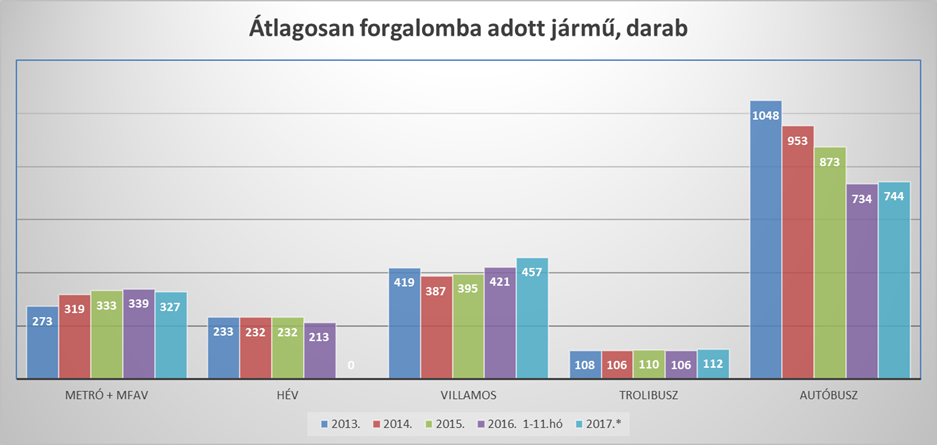 Átlagosan forgalomba adott jármű, darab
273 319 333 339 327
233 232 232 213 0
419 387 395 421 457
108 106 110 106 112
1048 953 873 734 744
METRÓ + MFAV HÉV VILLAMOS TROLIBUSZ AUTÓBUSZ
2013. 2014. 2015. 2016. 1-11.hó 2017.*